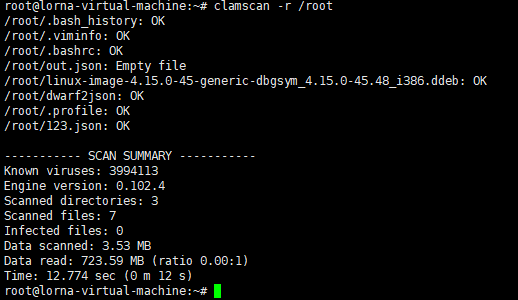 root@lorna-virtual-machine:~# clamscan -r /root
/root/.bash_history: OK
/root/.viminfo: OK
/root/.bashrc: OK
/root/out.json: Empty file
/root/linux-image-4.15.0-45-generic-dbgsym_4.15.0-45.48_i386.ddeb: OK
/root/dwarf2json: OK
/root/.profile: OK
/root/123.json: OK

----------- SCAN SUMMARY -----------
Known viruses: 3994113
Engine version: 0.102.4
Scanned directories: 3
Scanned files: 7
Infected files: 0
Data scanned: 3.53 MB
Data read: 723.59 MB (ratio 0.00:1)
Time: 12.774 sec (0 m 12 s)
root@lorna-virtual-machine:~#